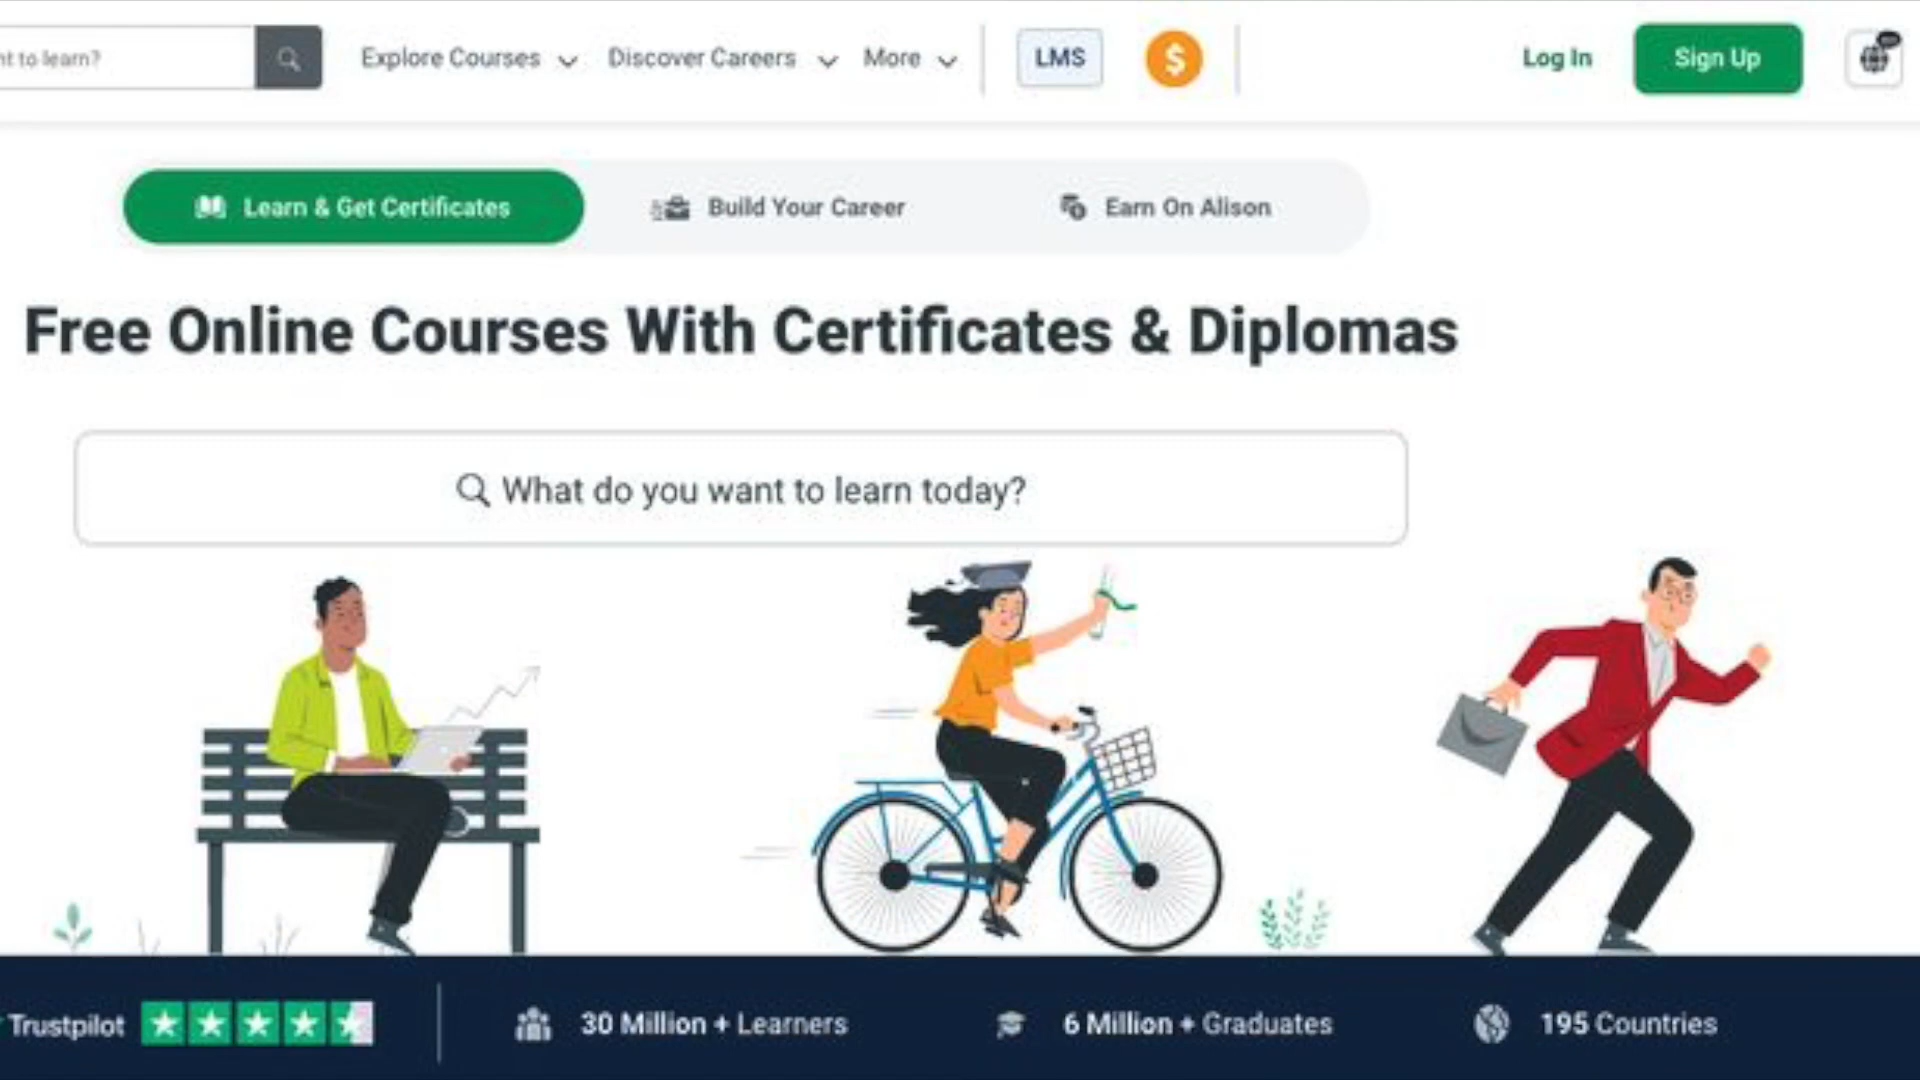 nt to learn?
Explore Courses
Discover Careers
More
LMS
$
Log In
Sign Up
Learn & Get Certificates
Build Your Career
Earn On Alison
Free Online Courses With Certificates & Diplomas
What do you want to learn today?
Trustpilot
30 Million + Learners
6 Million + Graduates
195 Countries